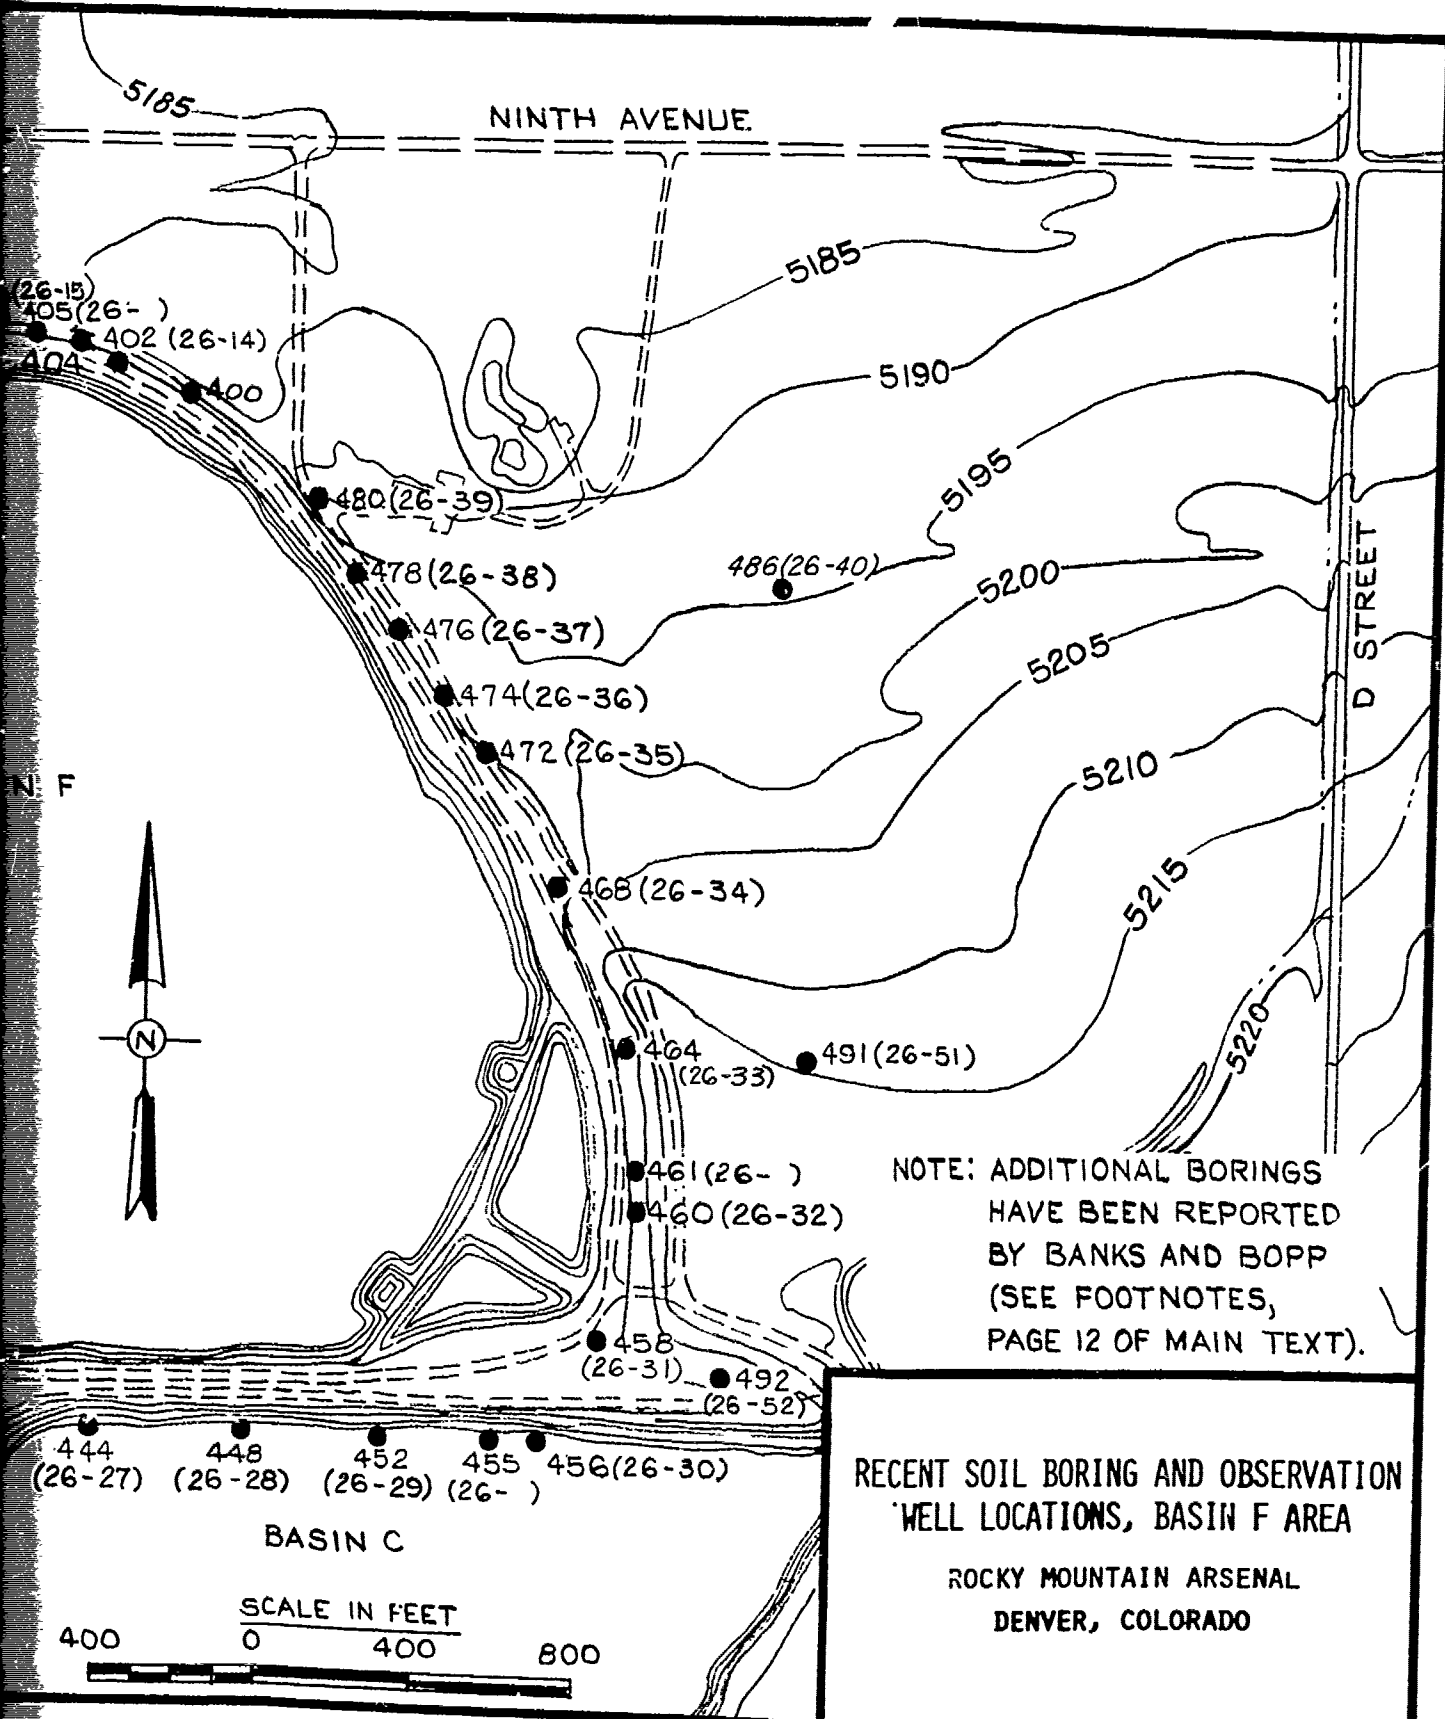 5185
NINTH AVENUE
5185
(26-15)
405(26- )
402 (26-14)
404
400
5190
5195
480(26-39)
486(26-40)
478(26-38)
5200
D STREET
476(26-37)
5205
474(26-36)
472(26-35)
5210
N F
468(26-34)
5215
N
464
(26-33)
491(26-51)
5220
461(26- )
460(26-32)
NOTE: ADDITIONAL BORINGS
HAVE BEEN REPORTED
BY BANKS AND BOPP
(SEE FOOTNOTES,
PAGE 12 OF MAIN TEXT).
458
(26-31)
492
(26-52)
444
(26-27)
448
(26-28)
452
(26-29)
455
(26- )
456(26-30)
BASIN C
RECENT SOIL BORING AND OBSERVATION
WELL LOCATIONS, BASIN F AREA
ROCKY MOUNTAIN ARSENAL
DENVER, COLORADO
SCALE IN FEET
400 0 400 800